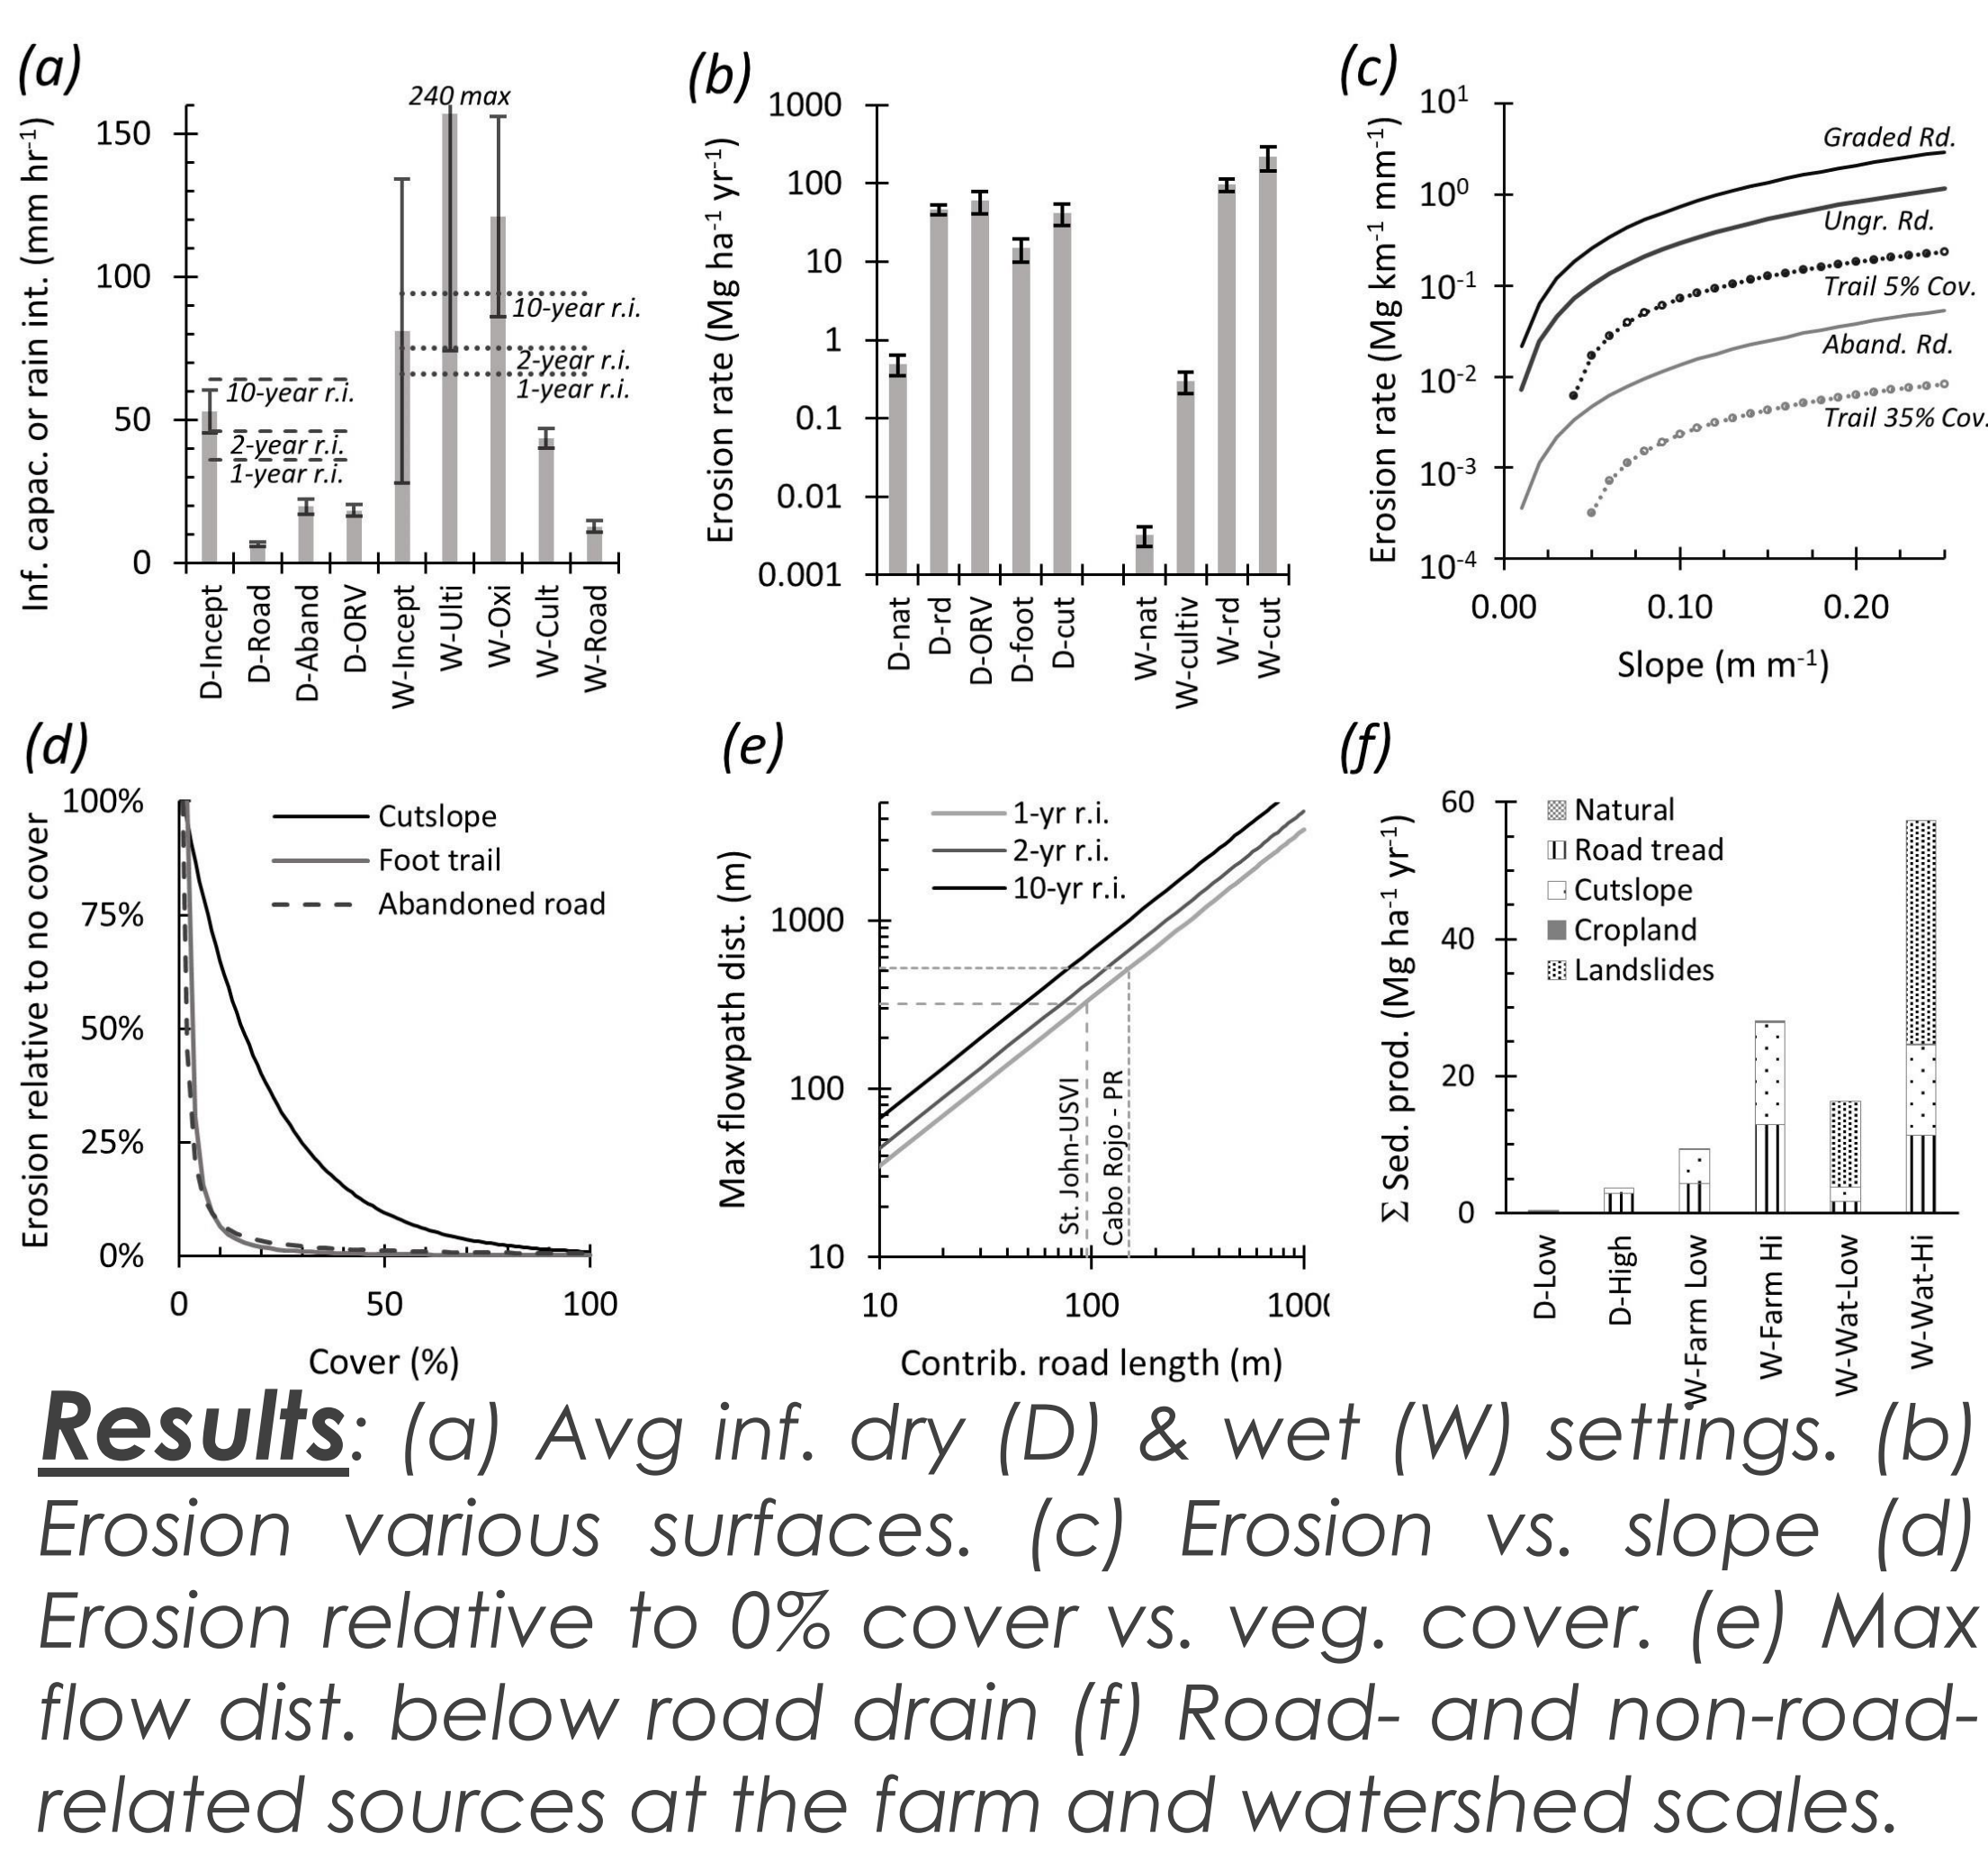 (a)
Inf. capac. or rain int. (mm hr⁻¹)
150
100
50
0
240 max
10-year r.i.
2-year r.i.
1-year r.i.
10-year r.i.
2-year r.i.
1-year r.i.
D-Incept
D-Road
D-Aband
D-ORV
W-Incept
W-Ulti
W-Oxi
W-Cult
W-Road
(b)
Erosion rate (Mg ha⁻¹ yr⁻¹)
1000
100
10
1
0.1
0.01
0.001
D-nat
D-rd
D-ORV
D-foot
D-cut
W-nat
W-cultiv
W-rd
W-cut
(c)
Erosion rate (Mg km⁻¹ mm⁻¹)
10¹
10⁰
10⁻¹
10⁻²
10⁻³
10⁻⁴
Graded Rd.
Ungr. Rd.
Trail 5% Cov.
Aband. Rd.
Trail 35% Cov.
0.00 0.10 0.20
Slope (m m⁻¹)
(d)
Erosion relative to no cover
100%
75%
50%
25%
0%
Cutslope
Foot trail
Abandoned road
0 50 100
Cover (%)
(e)
Max flowpath dist. (m)
1000
100
10
1-yr r.i.
2-yr r.i.
10-yr r.i.
St. John-USVI
Cabo Rojo - PR
10 100 1000
Contrib. road length (m)
(f)
Σ Sed. prod. (Mg ha⁻¹ yr⁻¹)
60
40
20
0
Natural
Road tread
Cutslope
Cropland
Landslides
D-Low
D-High
W-Farm Low
W-Farm Hi
W-Wat-Low
W-Wat-Hi
Results: (a) Avg inf. dry (D) & wet (W) settings. (b)
Erosion various surfaces. (c) Erosion vs. slope (d)
Erosion relative to 0% cover vs. veg. cover. (e) Max
flow dist. below road drain (f) Road- and non-road-
related sources at the farm and watershed scales.